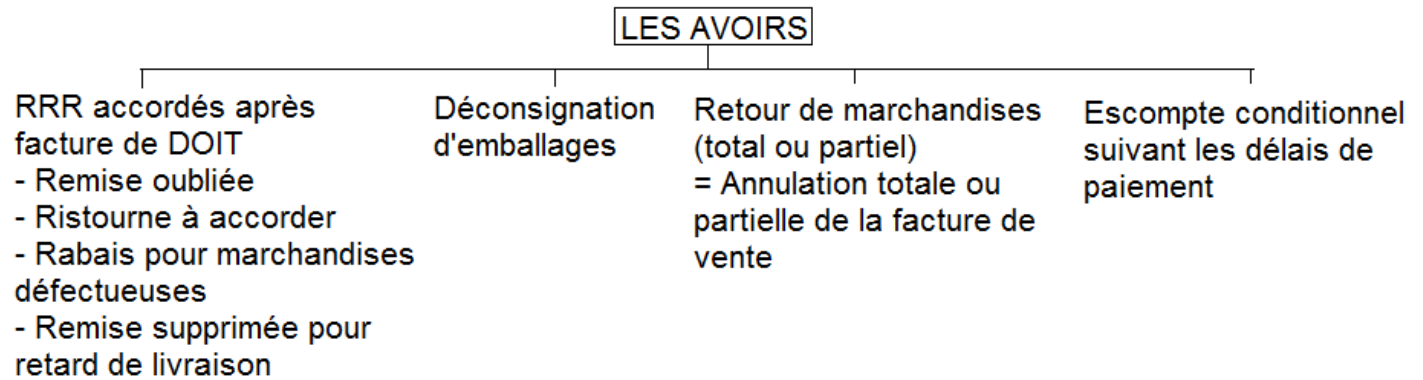 LES AVOIRS
RRR accordés après
facture de DOIT
- Remise oubliée
- Ristourne à accorder
- Rabais pour marchandises
défectueuses
- Remise supprimée pour
retard de livraison
Déconsignation
d'emballages
Retour de marchandises
(total ou partiel)
= Annulation totale ou
partielle de la facture de
vente
Escompte conditionnel
suivant les délais de
paiement